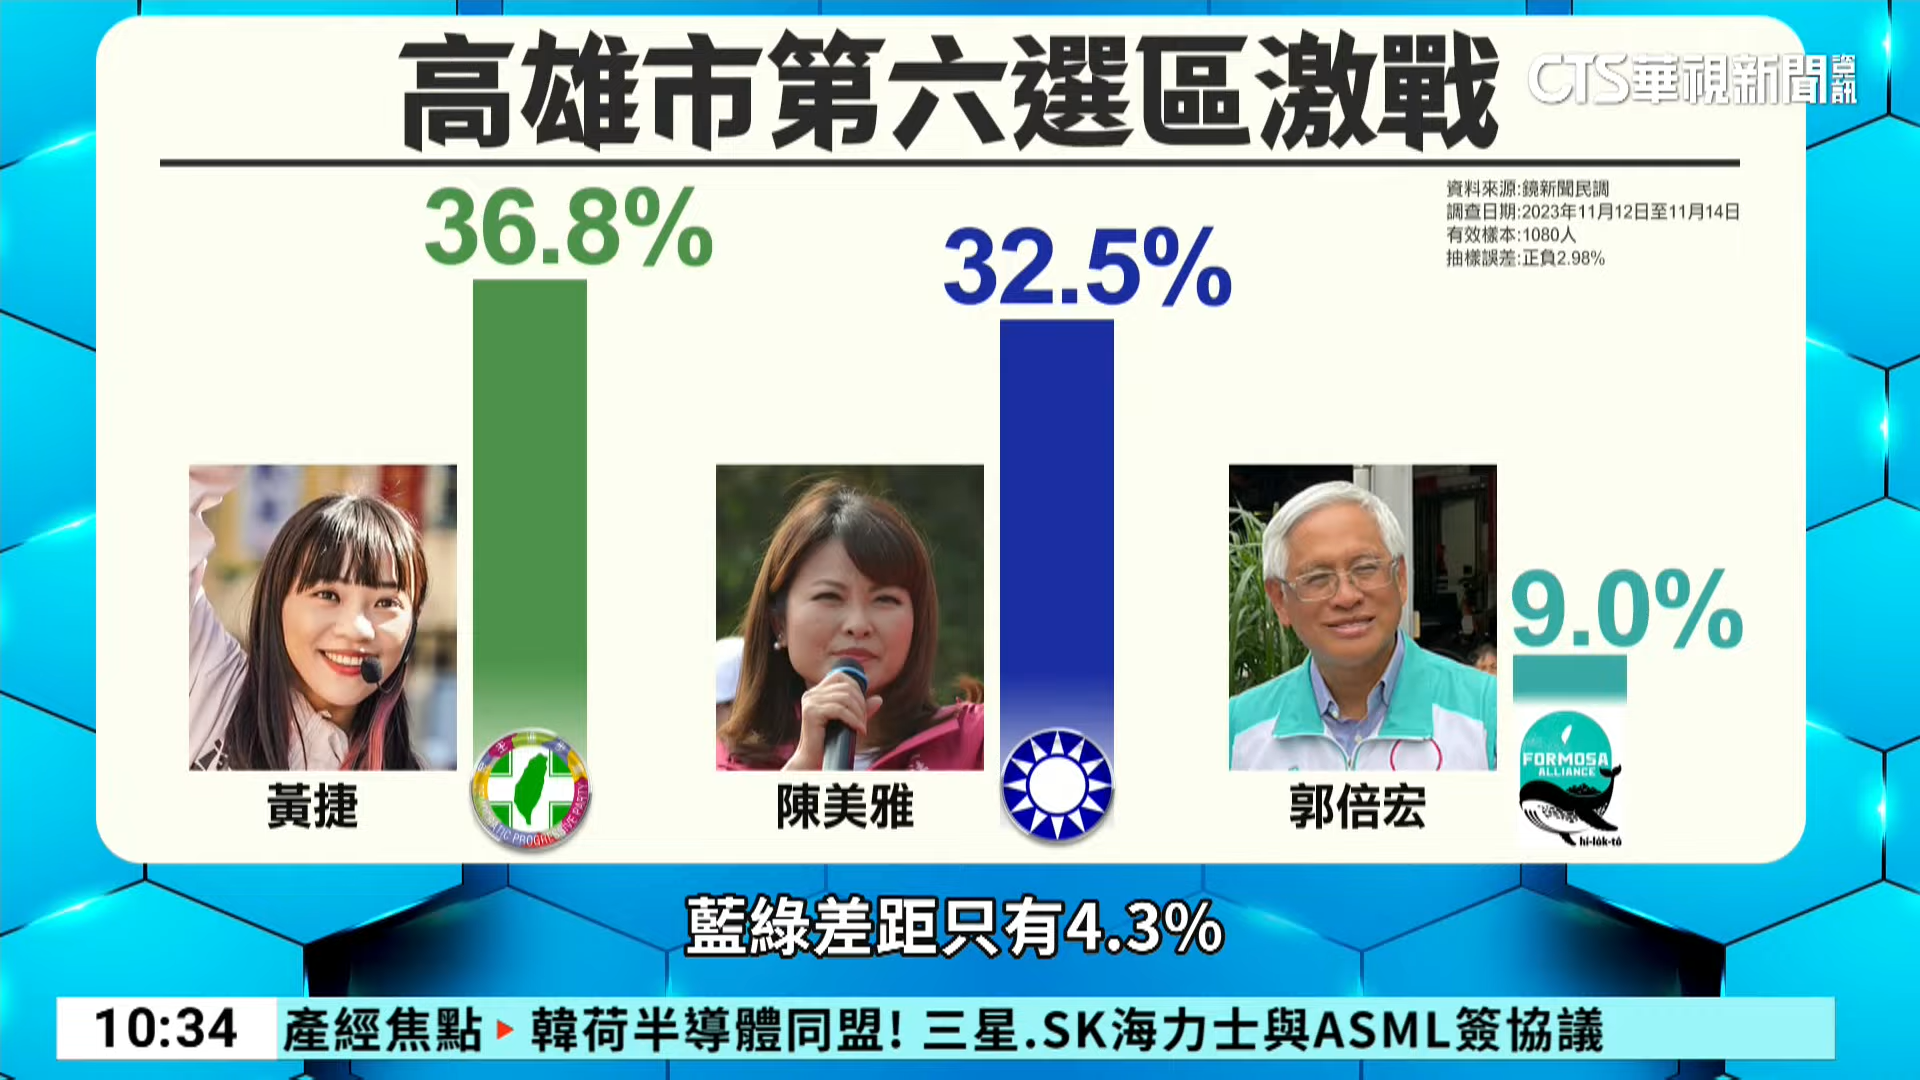 高雄市第六選區激戰
CTS華視新聞資訊
資料來源:鏡新聞民調
調查日期:2023年11月12日至11月14日
有效樣本:1080人
抽樣誤差:正負2.98%
36.8%
32.5%
9.0%
黃捷
陳美雅
郭倍宏
FORMOSA
ALLIANCE
hí-lo̍k-tó
藍綠差距只有4.3%
10:34
產經焦點▶韓荷半導體同盟! 三星.SK海力士與ASML簽協議